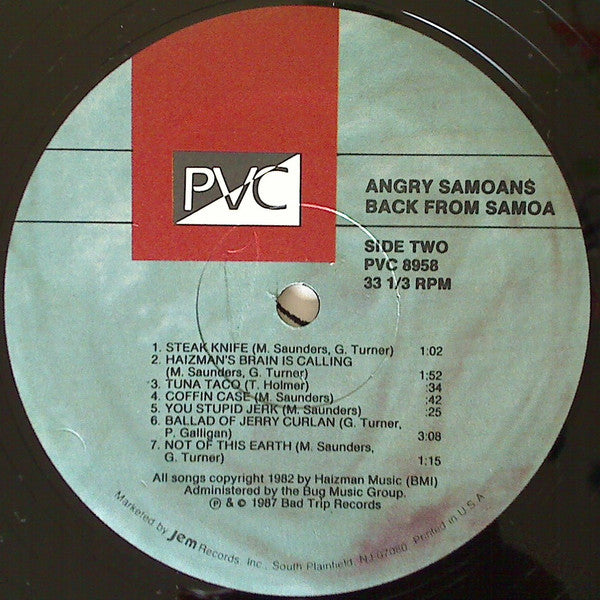 PVC
ANGRY SAMOANS
BACK FROM SAMOA
SIDE TWO
PVC 8958
33 1/3 RPM
1. STEAK KNIFE (M. Saunders, G. Turner) 1:02
2. HAIZMAN'S BRAIN IS CALLING
(M. Saunders, G. Turner) 1:52
3. TUNA TACO (T. Holmer) :34
4. COFFIN CASE (M. Saunders) :42
5. YOU STUPID JERK (M. Saunders) :25
6. BALLAD OF JERRY CURLAN (G. Turner,
P. Galligan) 3:08
7. NOT OF THIS EARTH (M. Saunders,
G. Turner) 1:15
All songs copyright 1982 by Haizman Music (BMI)
Administered by the Bug Music Group.
℗ & © 1987 Bad Trip Records
Marketed by Jem Records, Inc., South Plainfield, NJ 07080 Printed in U.S.A.